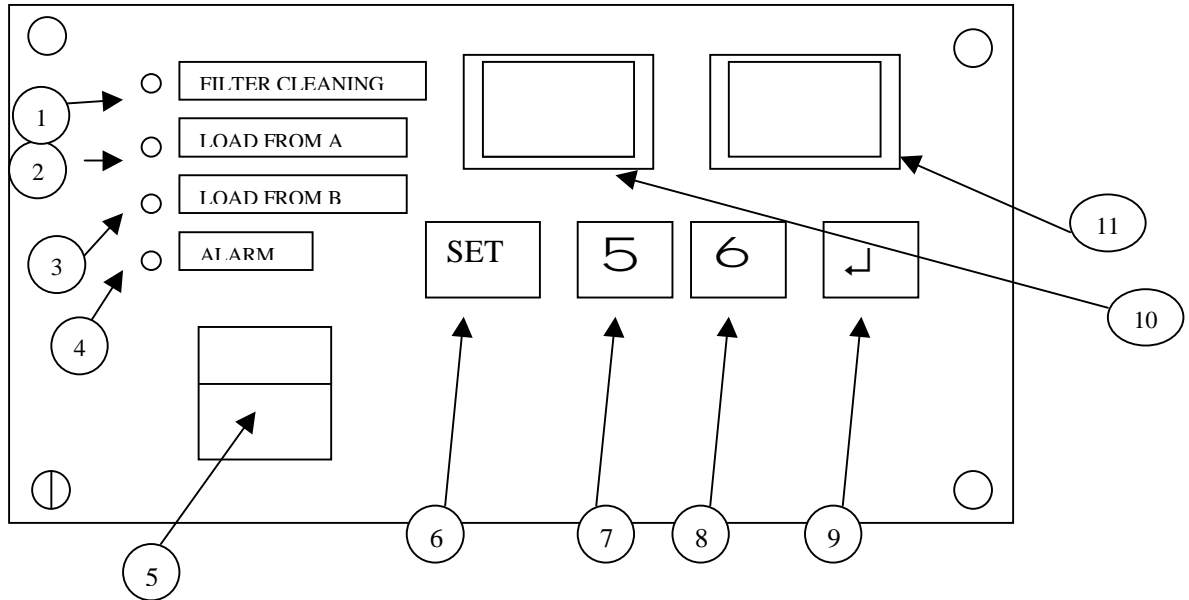 FILTER CLEANING
1
LOAD FROM A
2
LOAD FROM B
3
ALARM
4
SET 5 6 ↵
11
10
5
6
7
8
9